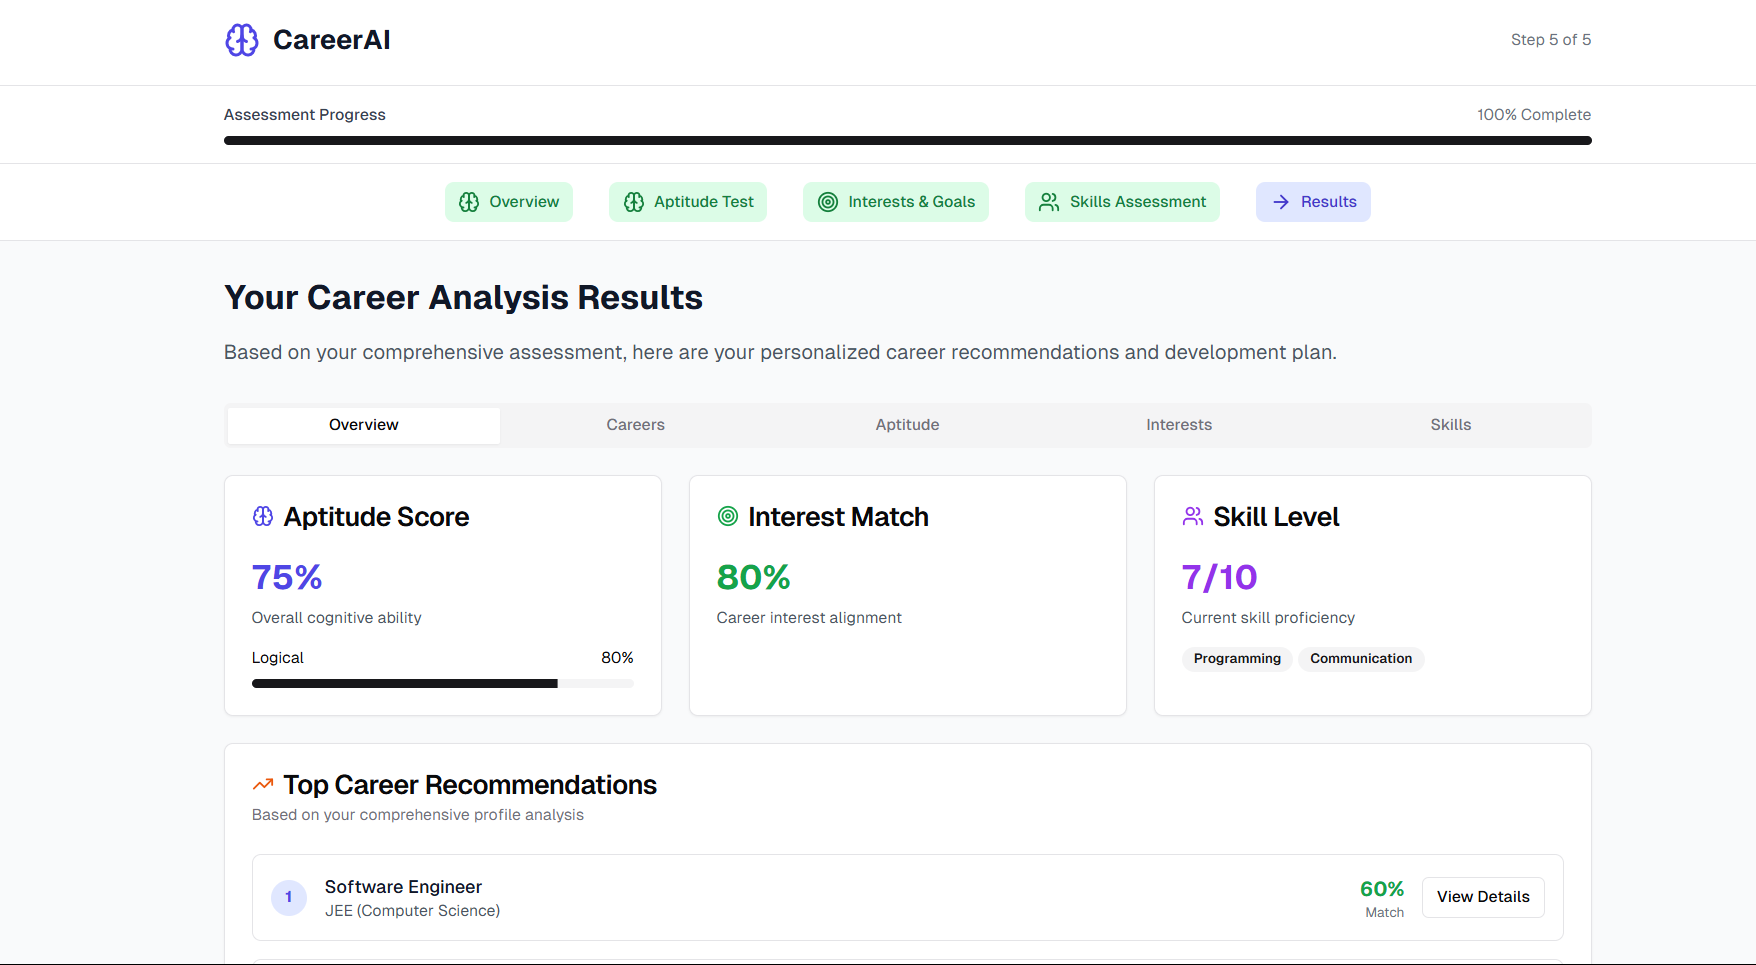 CareerAI
Step 5 of 5
Assessment Progress
100% Complete
Overview
Aptitude Test
Interests & Goals
Skills Assessment
Results
Your Career Analysis Results
Based on your comprehensive assessment, here are your personalized career recommendations and development plan.
Overview
Careers
Aptitude
Interests
Skills
Aptitude Score
75%
Overall cognitive ability
Logical
80%
Interest Match
80%
Career interest alignment
Skill Level
7/10
Current skill proficiency
Programming
Communication
Top Career Recommendations
Based on your comprehensive profile analysis
1
Software Engineer
JEE (Computer Science)
60%
Match
View Details